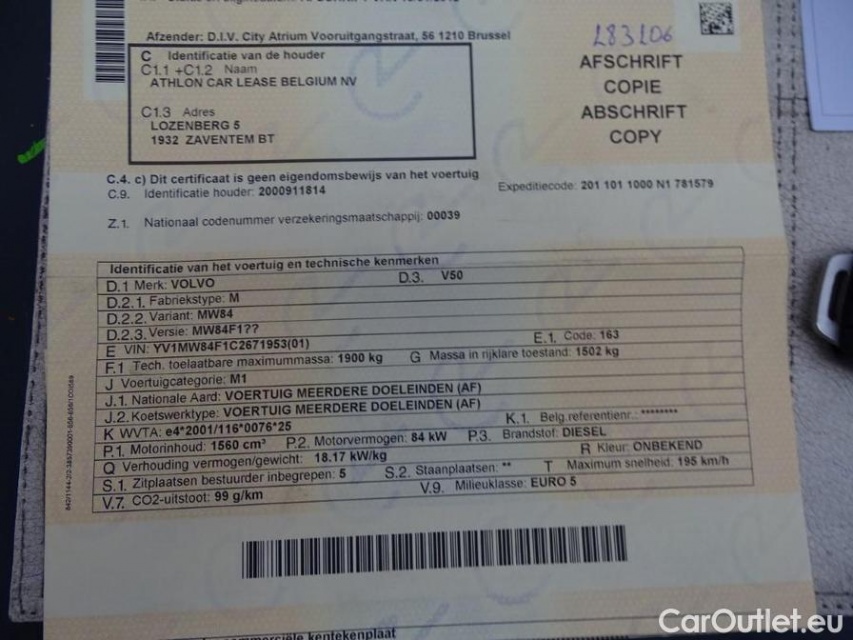 Afzender: D.I.V. City Atrium Vooruitgangstraat, 56 1210 Brussel
183106
AFSCHRIFT
COPIE
ABSCHRIFT
COPY
C Identificatie van de houder
C1.1 +C1.2 Naam
ATHLON CAR LEASE BELGIUM NV
C1.3 Adres
LOZENBERG 5
1932 ZAVENTEM BT
C.4. c) Dit certificaat is geen eigendomsbewijs van het voertuig
C.9. Identificatie houder: 2000911814
Expeditiecode: 201 101 1000 N1 781579
Z.1. Nationaal codenummer verzekeringsmaatschappij: 00039
Identificatie van het voertuig en technische kenmerken
D.1 Merk: VOLVO D.3. V50
D.2.1. Fabriekstype: M
D.2.2. Variant: MW84
D.2.3. Versie: MW84F1??
E VIN: YV1MW84F1C2671953(01) E.1. Code: 163
F.1 Tech. toelaatbare maximummassa: 1900 kg G Massa in rijklare toestand: 1502 kg
J Voertuigcategorie: M1
J.1. Nationale Aard: VOERTUIG MEERDERE DOELEINDEN (AF)
J.2. Koetswerktype: VOERTUIG MEERDERE DOELEINDEN (AF)
K WVTA: e4*2001/116*0076*25 K.1. Belg.referentienr.: ********
P.1. Motorinhoud: 1560 cm³ P.2. Motorvermogen: 84 kW P.3. Brandstof: DIESEL
Q Verhouding vermogen/gewicht: 18.17 kW/kg R Kleur: ONBEKEND
S.1. Zitplaatsen bestuurder inbegrepen: 5 S.2. Staanplaatsen: ** T Maximum snelheid: 195 km/h
V.7. CO2-uitstoot: 99 g/km V.9. Milieuklasse: EURO 5
kentekenplaat
CarOutlet.eu